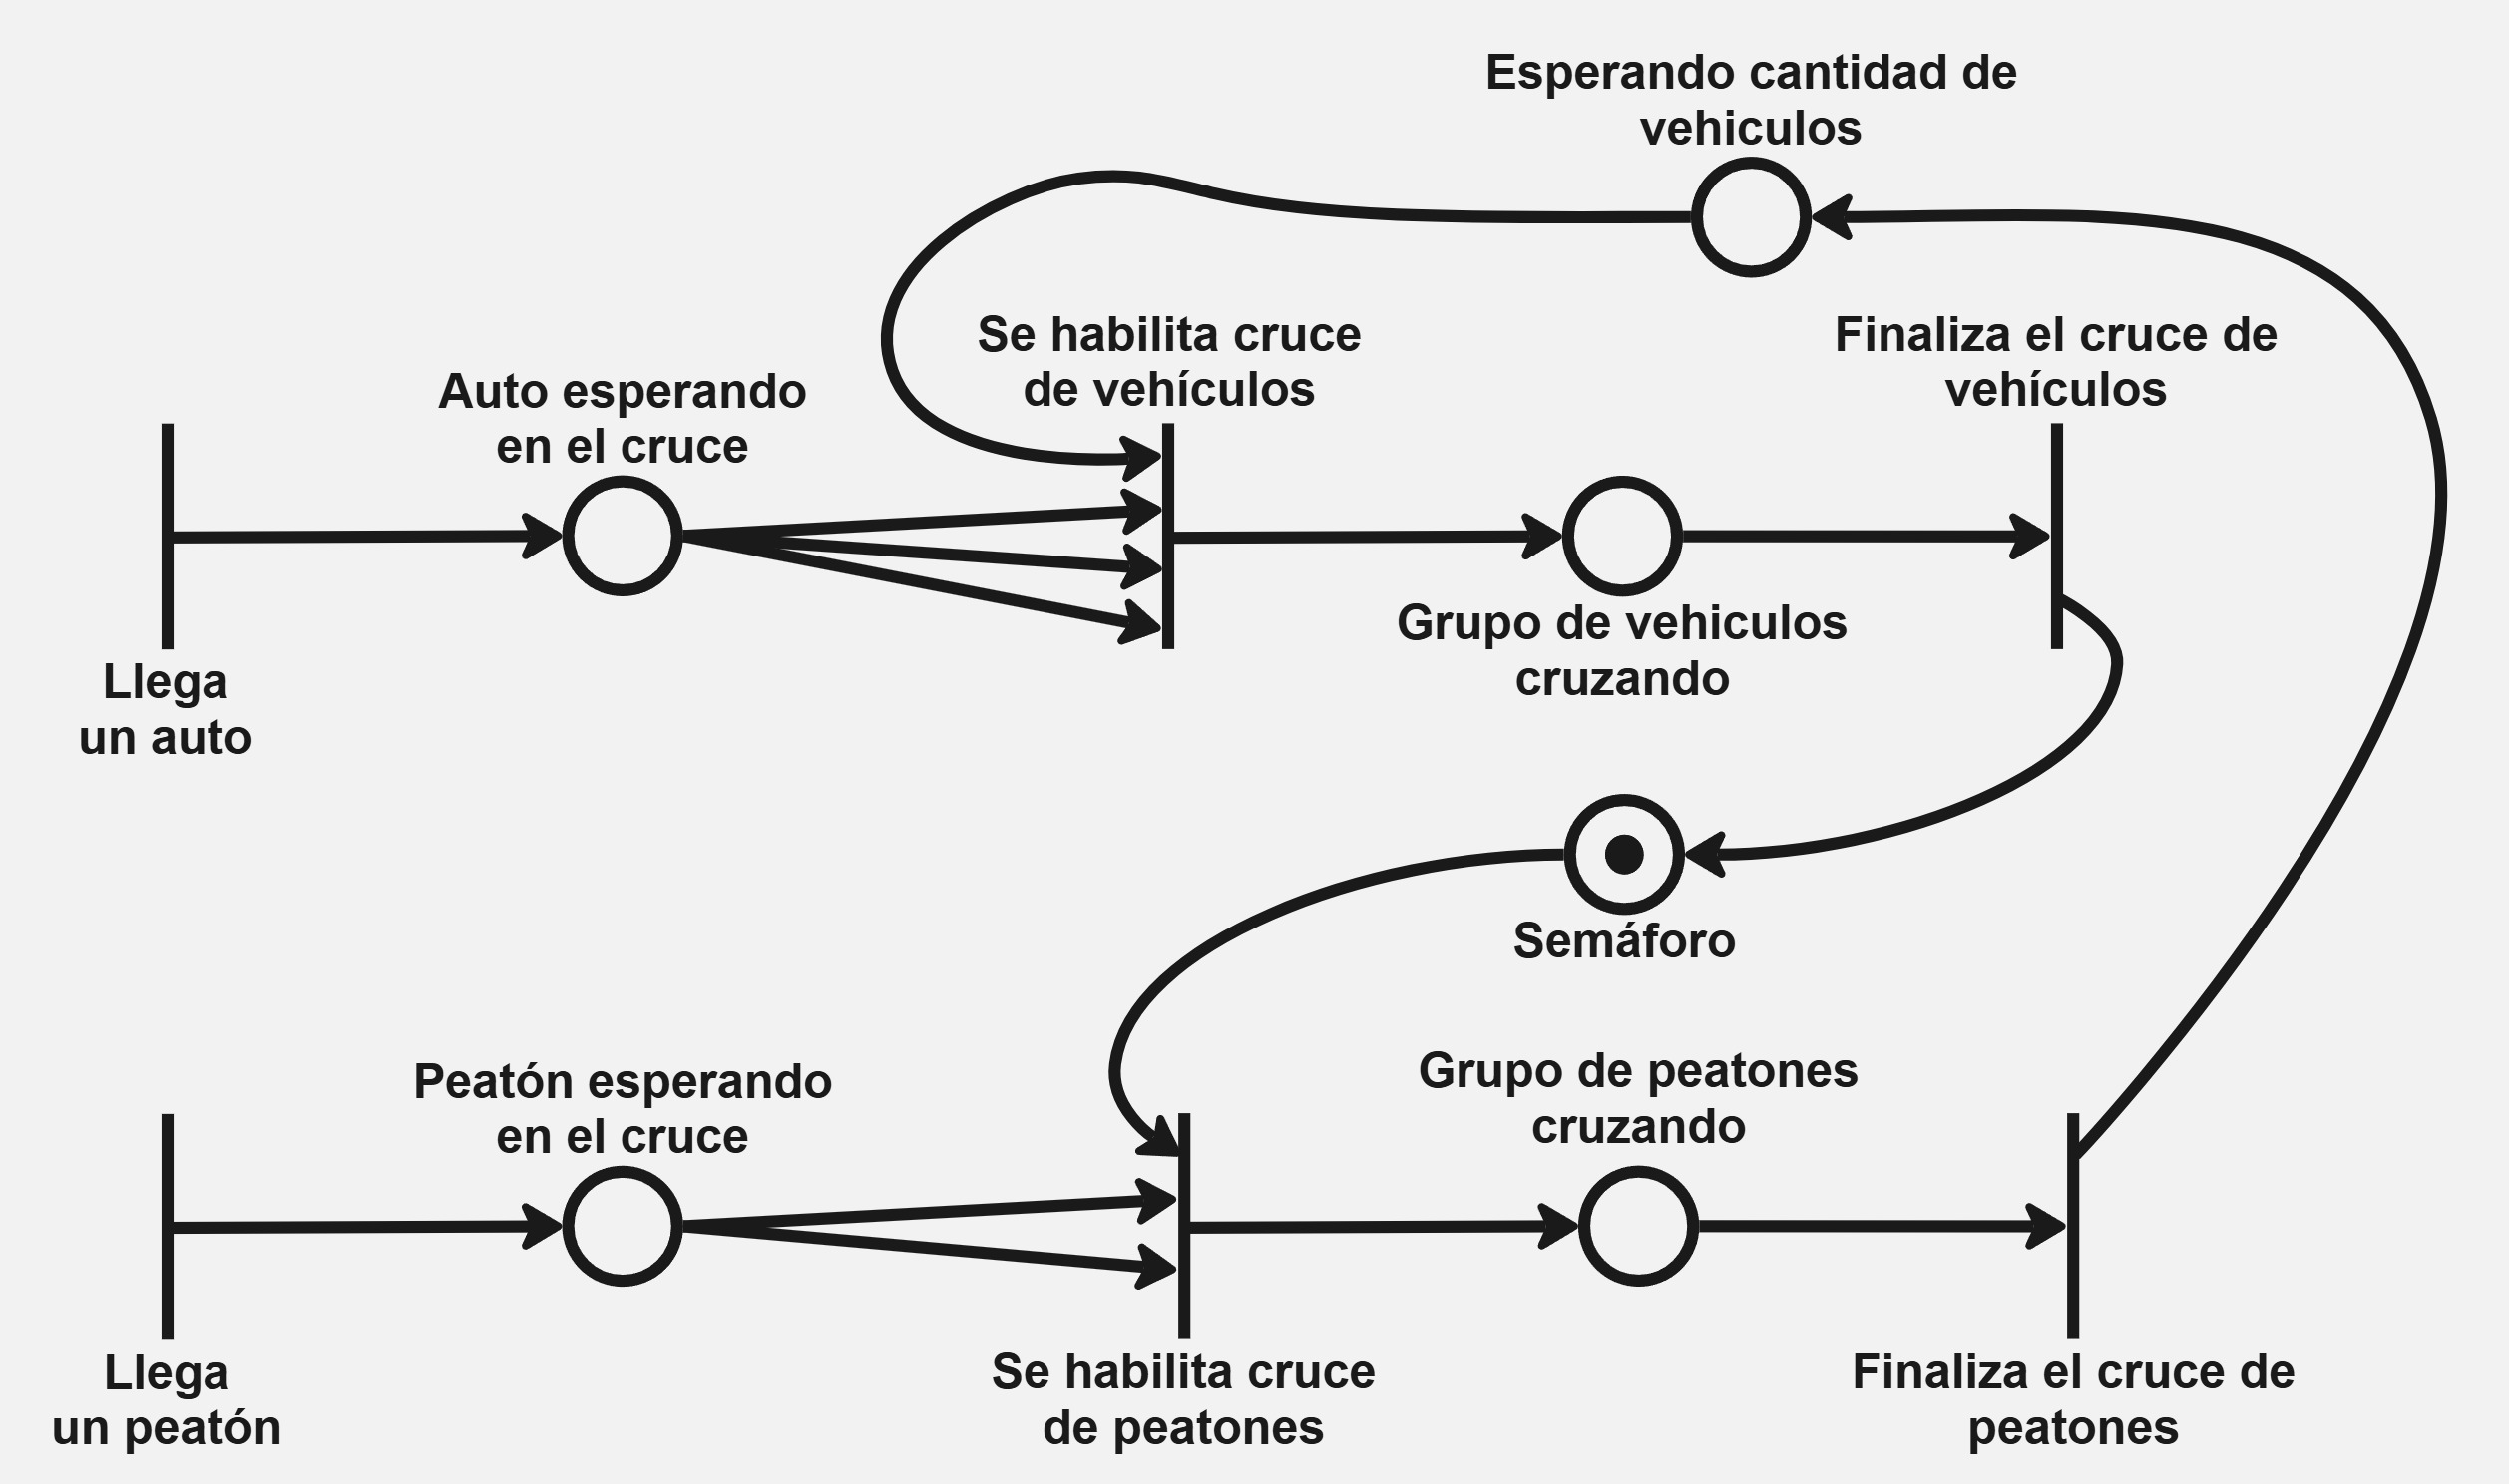 Esperando cantidad de
vehiculos
Se habilita cruce
de vehículos
Finaliza el cruce de
vehículos
Auto esperando
en el cruce
Grupo de vehiculos
cruzando
Llega
un auto
Semáforo
Peatón esperando
en el cruce
Grupo de peatones
cruzando
Llega
un peatón
Se habilita cruce
de peatones
Finaliza el cruce de
peatones